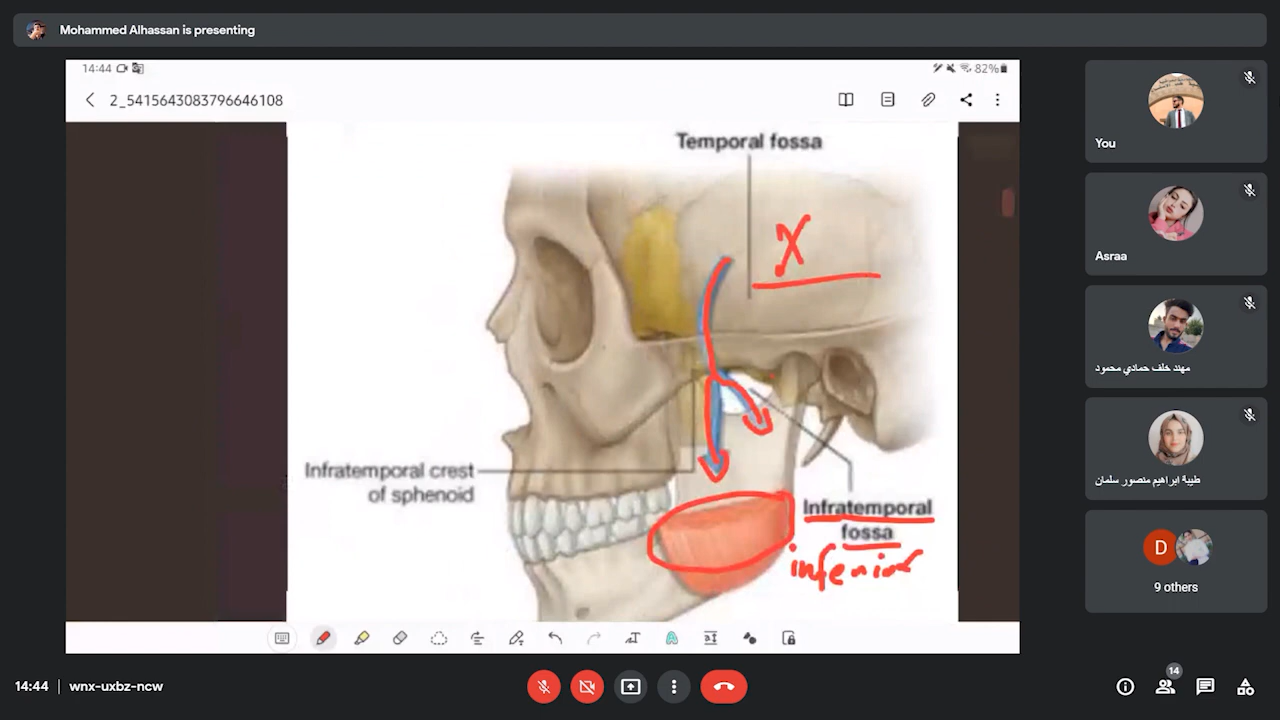 Mohammed Alhassan is presenting
14:44
82%
2_5415643083796646108
Temporal fossa
X
Infratemporal crest
of sphenoid
Infratemporal
fossa
inferior
You
Asraa
مهند خلف حمادي محمود
طيبة ابراهيم منصور سلمان
D
9 others
14:44 | wnx-uxbz-ncw
14